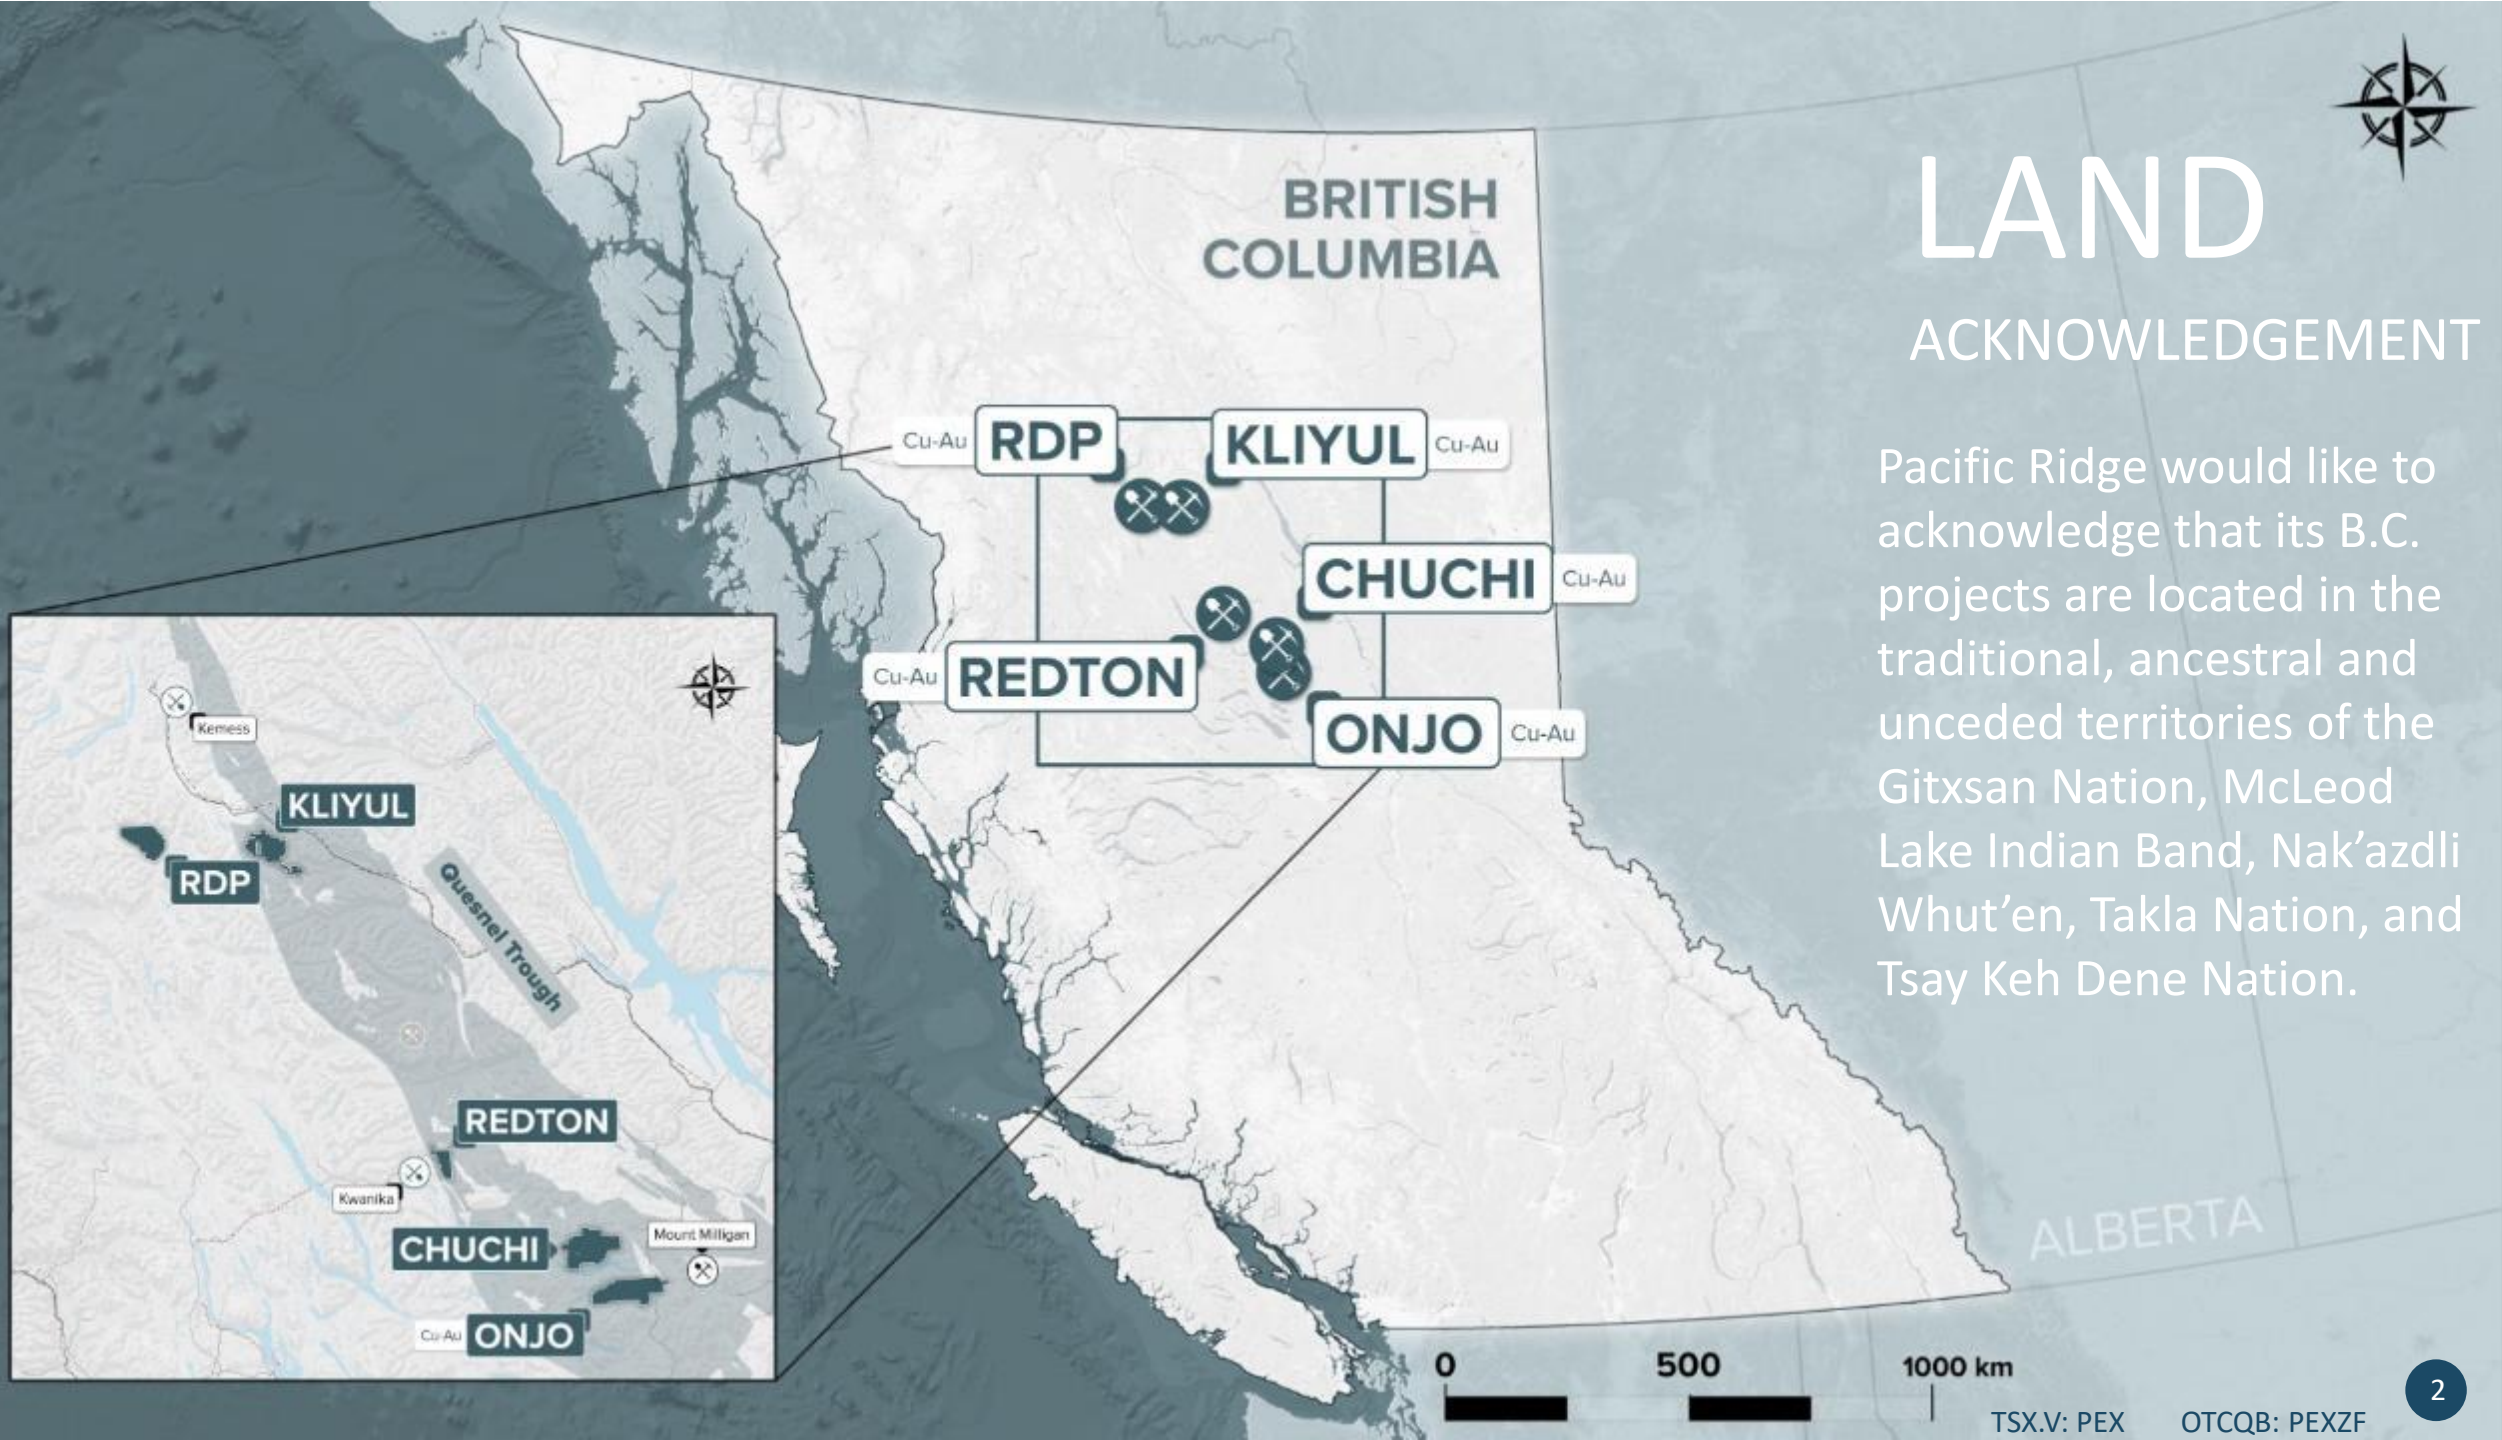 LAND
ACKNOWLEDGEMENT
Pacific Ridge would like to
acknowledge that its B.C.
projects are located in the
traditional, ancestral and
unceded territories of the
Gitxsan Nation, McLeod
Lake Indian Band, Nak’azdli
Whut’en, Takla Nation, and
Tsay Keh Dene Nation.
BRITISH
COLUMBIA
Cu-Au RDP
KLIYUL Cu-Au
CHUCHI Cu-Au
Cu-Au REDTON
ONJO Cu-Au
Kemess
KLIYUL
RDP
Quesnel Trough
REDTON
Kwanika
CHUCHI
Mount Milligan
Cu-Au ONJO
ALBERTA
0 500 1000 km
2
TSX.V: PEX OTCQB: PEXZF